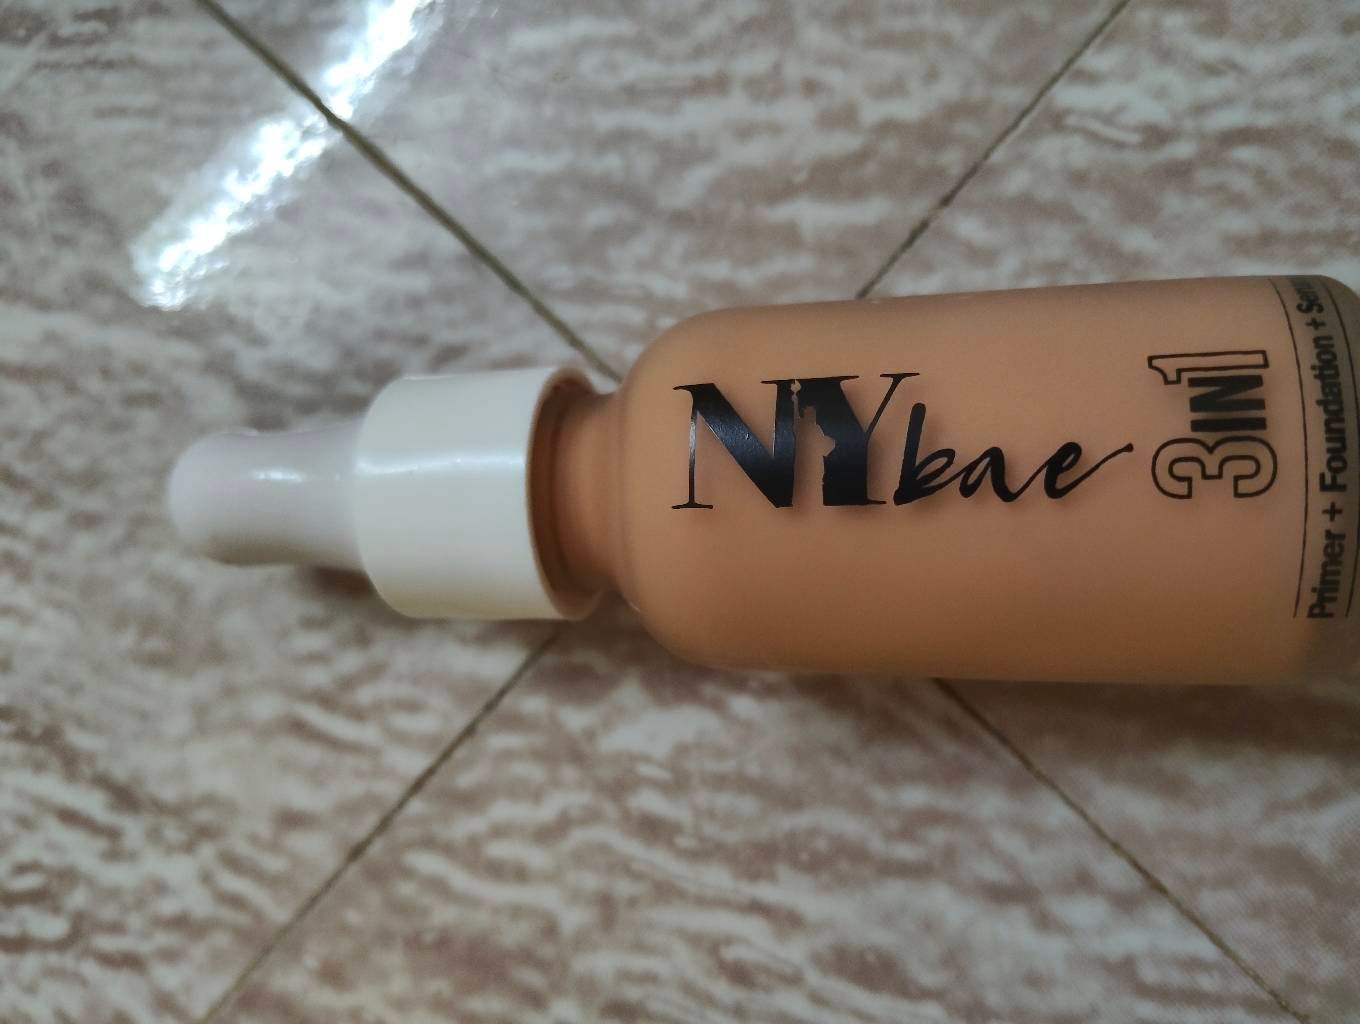 NYbae
3IN1
Primer + Foundation +